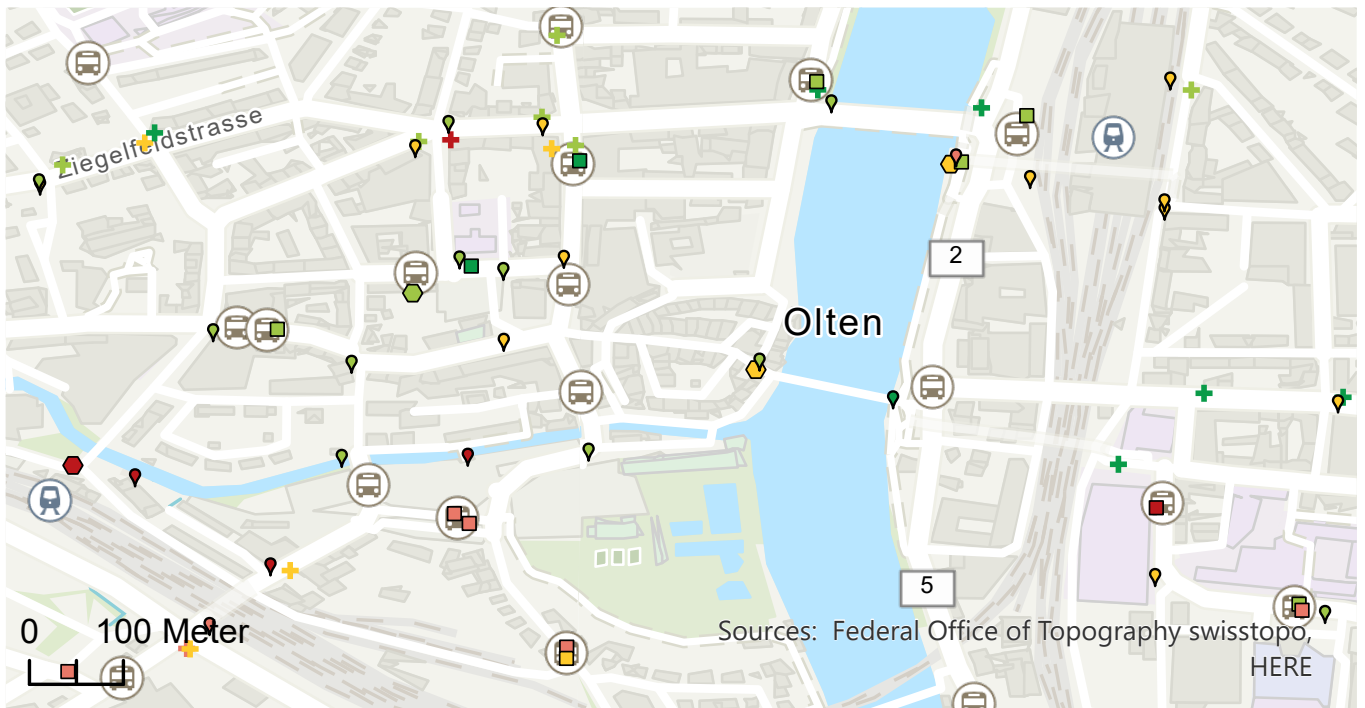 Ziegelfeldstrasse
2
Olten
5
0 100 Meter
Sources: Federal Office of Topography swisstopo,
HERE